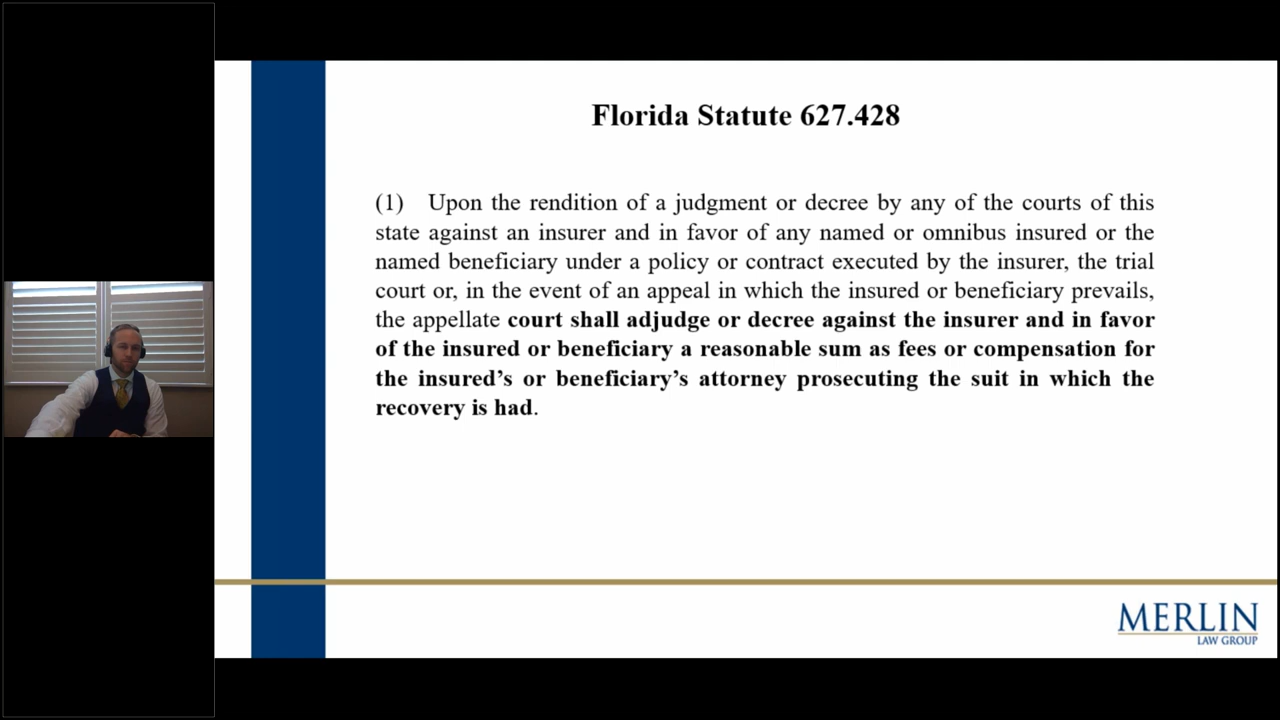 Florida Statute 627.428
(1) Upon the rendition of a judgment or decree by any of the courts of this
state against an insurer and in favor of any named or omnibus insured or the
named beneficiary under a policy or contract executed by the insurer, the trial
court or, in the event of an appeal in which the insured or beneficiary prevails,
the appellate court shall adjudge or decree against the insurer and in favor
of the insured or beneficiary a reasonable sum as fees or compensation for
the insured’s or beneficiary’s attorney prosecuting the suit in which the
recovery is had.
MERLIN
LAW GROUP